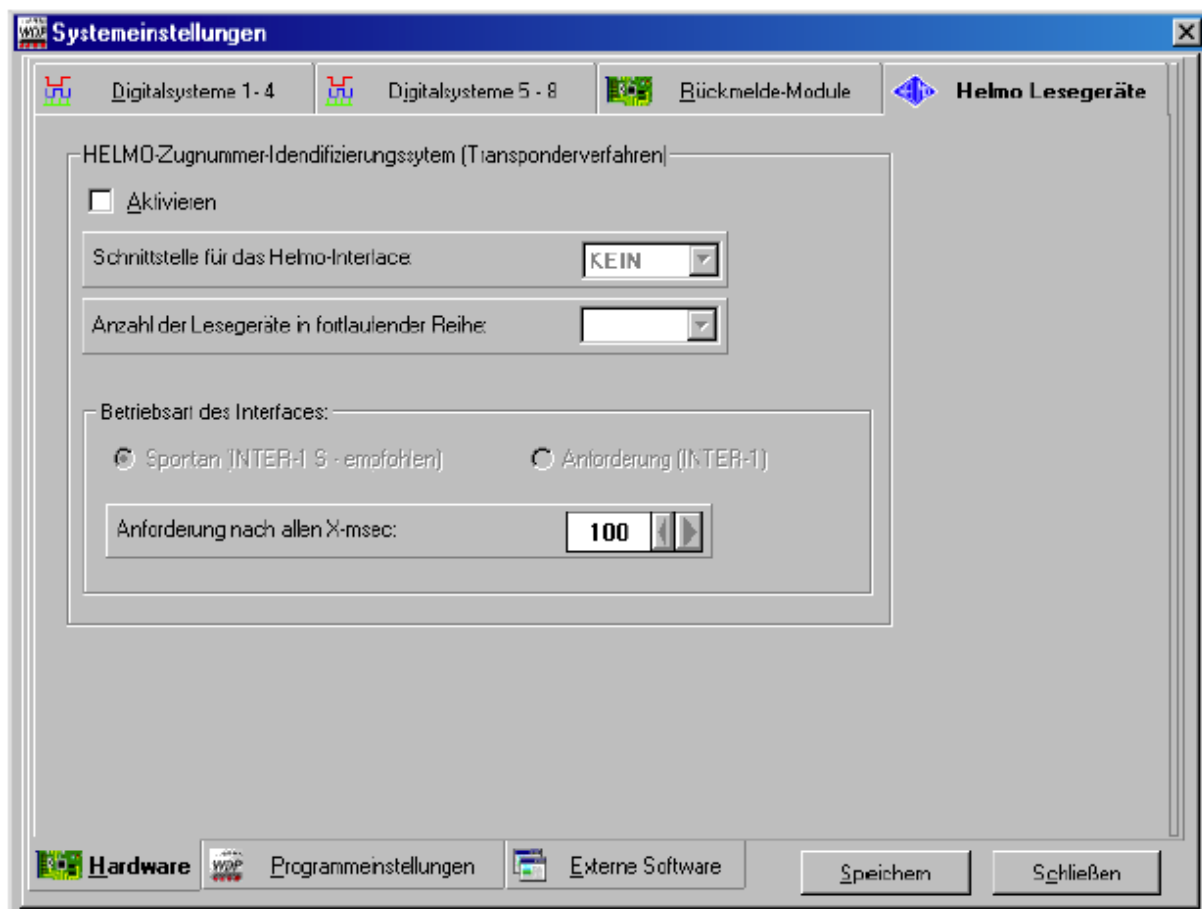 Systemeinstellungen
Digitalsysteme 1 - 4
Digitalsysteme 5 - 8
Rückmelde-Module
Helmo Lesegeräte
HELMO-Zugnummer-Idendifizierungssytem (Transponderverfahren)
Aktivieren
Schnittstelle für das Helmo-Interface: KEIN
Anzahl der Lesegeräte in fortlaufender Reihe:
Betriebsart des Interfaces:
Sportan (INTER-1 S - empfohlen)
Anforderung (INTER-1)
Anforderung nach allen X-msec: 100
Hardware
WDP Programmeinstellungen
Externe Software
Speichern
Schließen